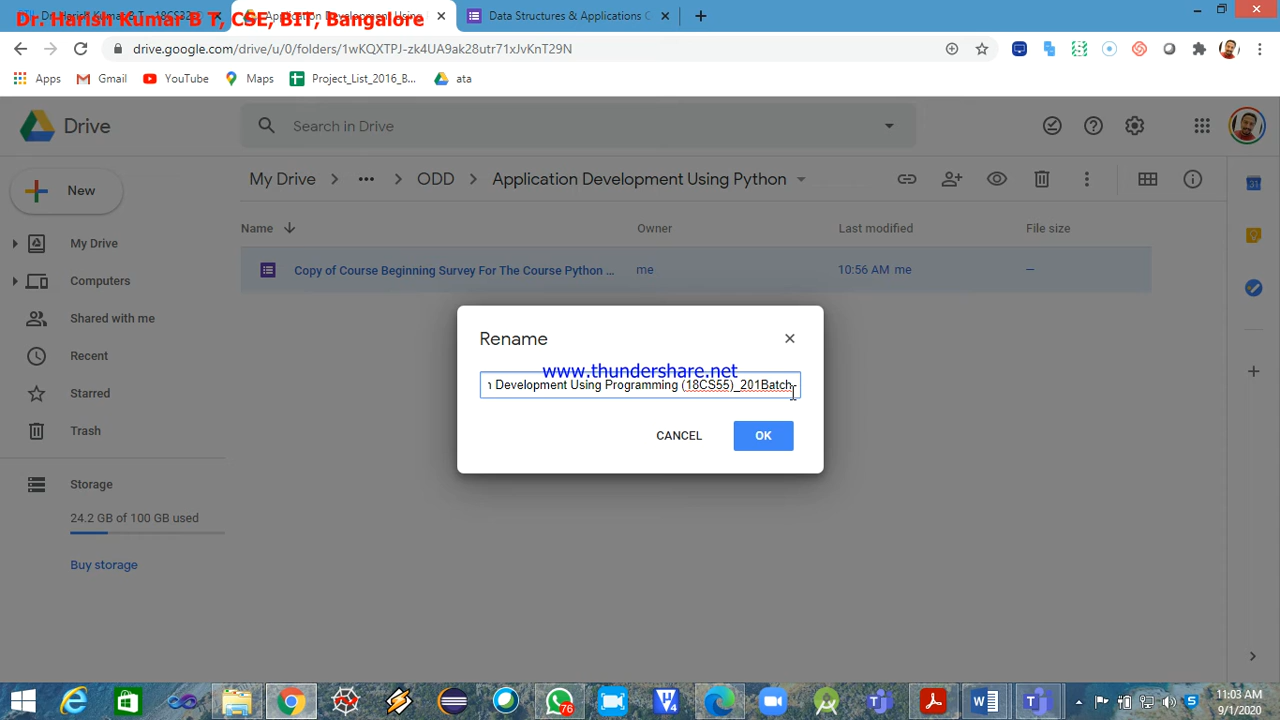 Dr. Harish Kumar B T, CSE, BIT, Bangalore
Application Development Using
Data Structures & Applications C
drive.google.com/drive/u/0/folders/1wKQXTPJ-zk4UA9ak28utr71xJvKnT29N
Apps Gmail YouTube Maps Project_List_2016_B... ata
Drive
Search in Drive
New
My Drive ODD Application Development Using Python
Name Owner Last modified File size
My Drive
Copy of Course Beginning Survey For The Course Python ... me 10:56 AM me –
Computers
Shared with me
Recent
Starred
Trash
Storage
24.2 GB of 100 GB used
Buy storage
Rename
www.thundershare.net
Development Using Programming (18CS55)_201Batch
CANCEL OK
76
11:03 AM
9/1/2020